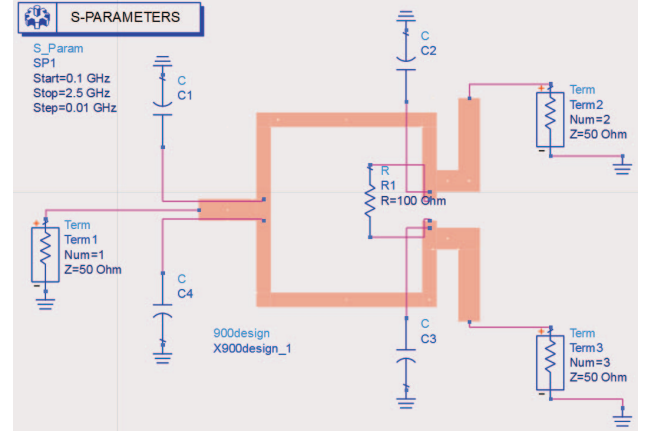 S-PARAMETERS
S_Param
SP1
Start=0.1 GHz
Stop=2.5 GHz
Step=0.01 GHz
C
C1
C
C2
Term
Term2
Num=2
Z=50 Ohm
R
R1
R=100 Ohm
Term
Term1
Num=1
Z=50 Ohm
C
C4
900design
X900design_1
C
C3
Term
Term3
Num=3
Z=50 Ohm